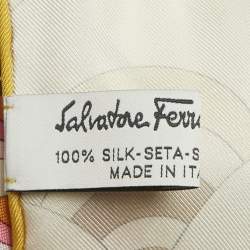 Salvatore Ferr
100% SILK-SETA-S
MADE IN ITA